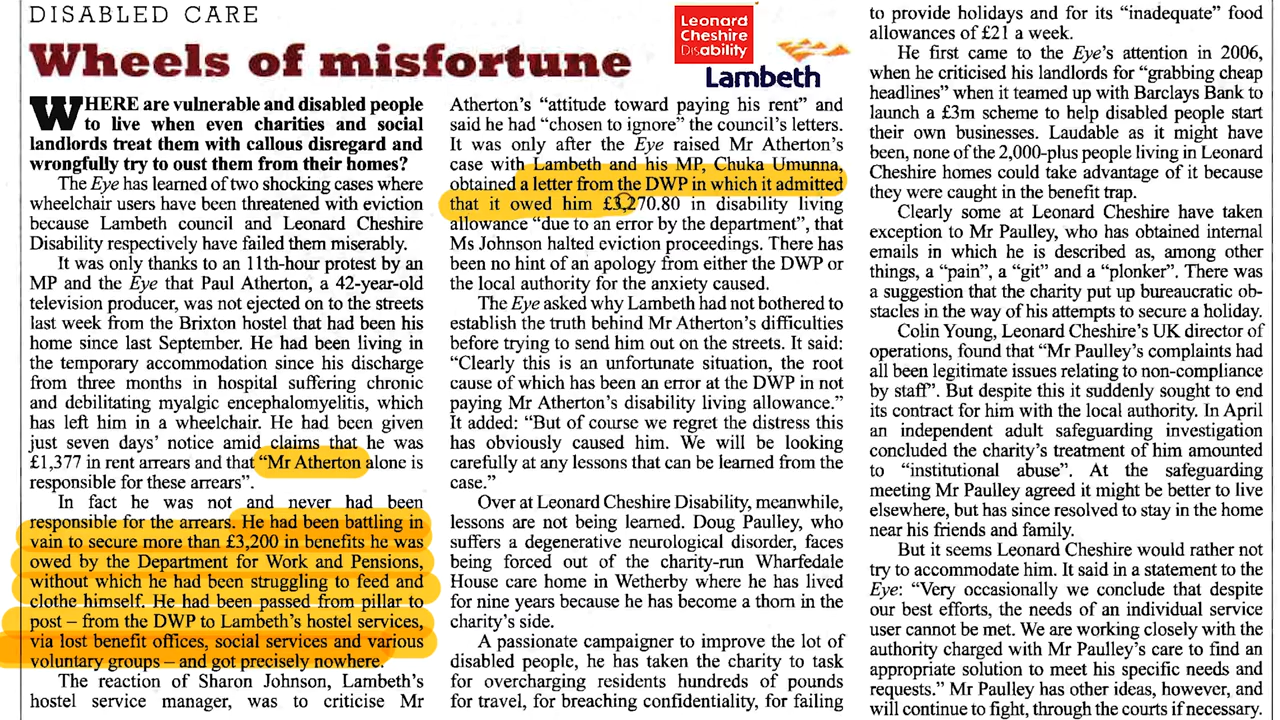 DISABLED CARE
Wheels of misfortune
Leonard
Cheshire
Disability
Lambeth
WHERE are vulnerable and disabled people
to live when even charities and social
landlords treat them with callous disregard and
wrongfully try to oust them from their homes?
The Eye has learned of two shocking cases where
wheelchair users have been threatened with eviction
because Lambeth council and Leonard Cheshire
Disability respectively have failed them miserably.
It was only thanks to an 11th-hour protest by an
MP and the Eye that Paul Atherton, a 42-year-old
television producer, was not ejected on to the streets
last week from the Brixton hostel that had been his
home since last September. He had been living in
the temporary accommodation since his discharge
from three months in hospital suffering chronic
and debilitating myalgic encephalomyelitis, which
has left him in a wheelchair. He had been given
just seven days’ notice amid claims that he was
£1,377 in rent arrears and that “Mr Atherton alone is
responsible for these arrears”.
In fact he was not and never had been
responsible for the arrears. He had been battling in
vain to secure more than £3,200 in benefits he was
owed by the Department for Work and Pensions,
without which he had been struggling to feed and
clothe himself. He had been passed from pillar to
post – from the DWP to Lambeth’s hostel services,
via lost benefit offices, social services and various
voluntary groups – and got precisely nowhere.
The reaction of Sharon Johnson, Lambeth’s
hostel service manager, was to criticise Mr
Atherton’s “attitude toward paying his rent” and
said he had “chosen to ignore” the council’s letters.
It was only after the Eye raised Mr Atherton’s
case with Lambeth and his MP, Chuka Umunna,
obtained a letter from the DWP in which it admitted
that it owed him £3,270.80 in disability living
allowance “due to an error by the department”, that
Ms Johnson halted eviction proceedings. There has
been no hint of an apology from either the DWP or
the local authority for the anxiety caused.
The Eye asked why Lambeth had not bothered to
establish the truth behind Mr Atherton’s difficulties
before trying to send him out on the streets. It said:
“Clearly this is an unfortunate situation, the root
cause of which has been an error at the DWP in not
paying Mr Atherton’s disability living allowance.”
It added: “But of course we regret the distress this
has obviously caused him. We will be looking
carefully at any lessons that can be learned from the
case.”
Over at Leonard Cheshire Disability, meanwhile,
lessons are not being learned. Doug Paulley, who
suffers a degenerative neurological disorder, faces
being forced out of the charity-run Wharfedale
House care home in Wetherby where he has lived
for nine years because he has become a thorn in the
charity’s side.
A passionate campaigner to improve the lot of
disabled people, he has taken the charity to task
for overcharging residents hundreds of pounds
for travel, for breaching confidentiality, for failing
to provide holidays and for its “inadequate” food
allowances of £21 a week.
He first came to the Eye’s attention in 2006,
when he criticised his landlords for “grabbing cheap
headlines” when it teamed up with Barclays Bank to
launch a £3m scheme to help disabled people start
their own businesses. Laudable as it might have
been, none of the 2,000-plus people living in Leonard
Cheshire homes could take advantage of it because
they were caught in the benefit trap.
Clearly some at Leonard Cheshire have taken
exception to Mr Paulley, who has obtained internal
emails in which he is described as, among other
things, a “pain”, a “git” and a “plonker”. There was
a suggestion that the charity put up bureaucratic ob-
stacles in the way of his attempts to secure a holiday.
Colin Young, Leonard Cheshire’s UK director of
operations, found that “Mr Paulley’s complaints had
all been legitimate issues relating to non-compliance
by staff”. But despite this it suddenly sought to end
its contract for him with the local authority. In April
an independent adult safeguarding investigation
concluded the charity’s treatment of him amounted
to “institutional abuse”. At the safeguarding
meeting Mr Paulley agreed it might be better to live
elsewhere, but has since resolved to stay in the home
near his friends and family.
But it seems Leonard Cheshire would rather not
try to accommodate him. It said in a statement to the
Eye: “Very occasionally we conclude that despite
our best efforts, the needs of an individual service
user cannot be met. We are working closely with the
authority charged with Mr Paulley’s care to find an
appropriate solution to meet his specific needs and
requests.” Mr Paulley has other ideas, however, and
will continue to fight, through the courts if necessary.